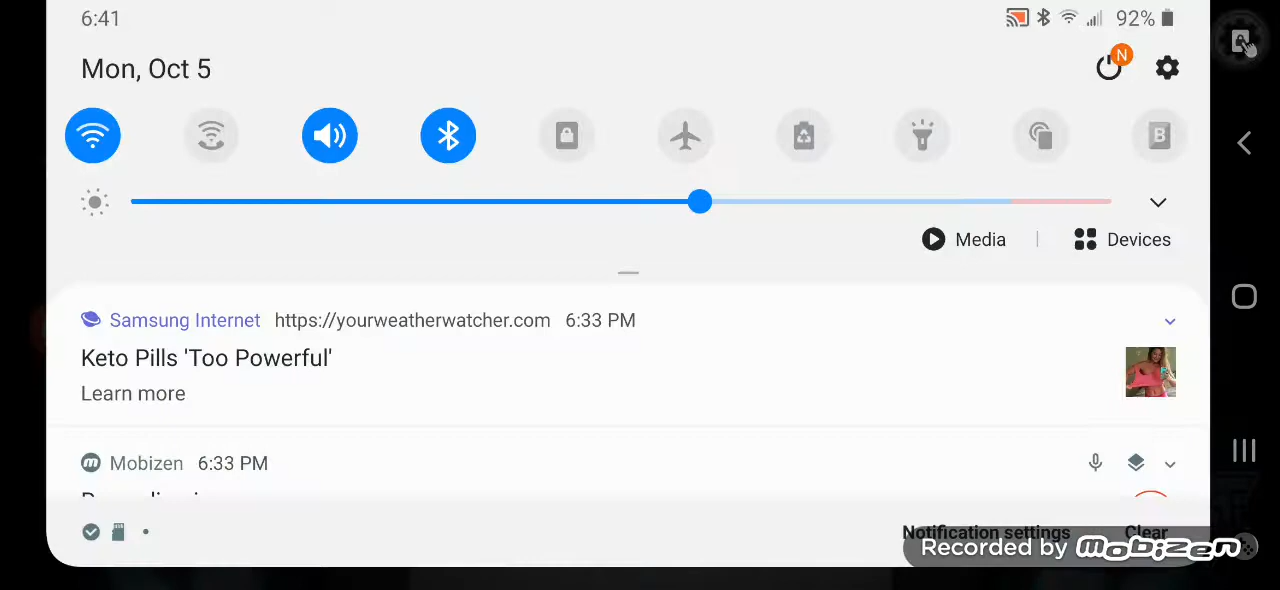 6:41
92%
Mon, Oct 5
N
B
Media | Devices
Samsung Internet https://yourweatherwatcher.com 6:33 PM
Keto Pills 'Too Powerful'
Learn more
m Mobizen 6:33 PM
Notification settings Clear
Recorded by mobizen